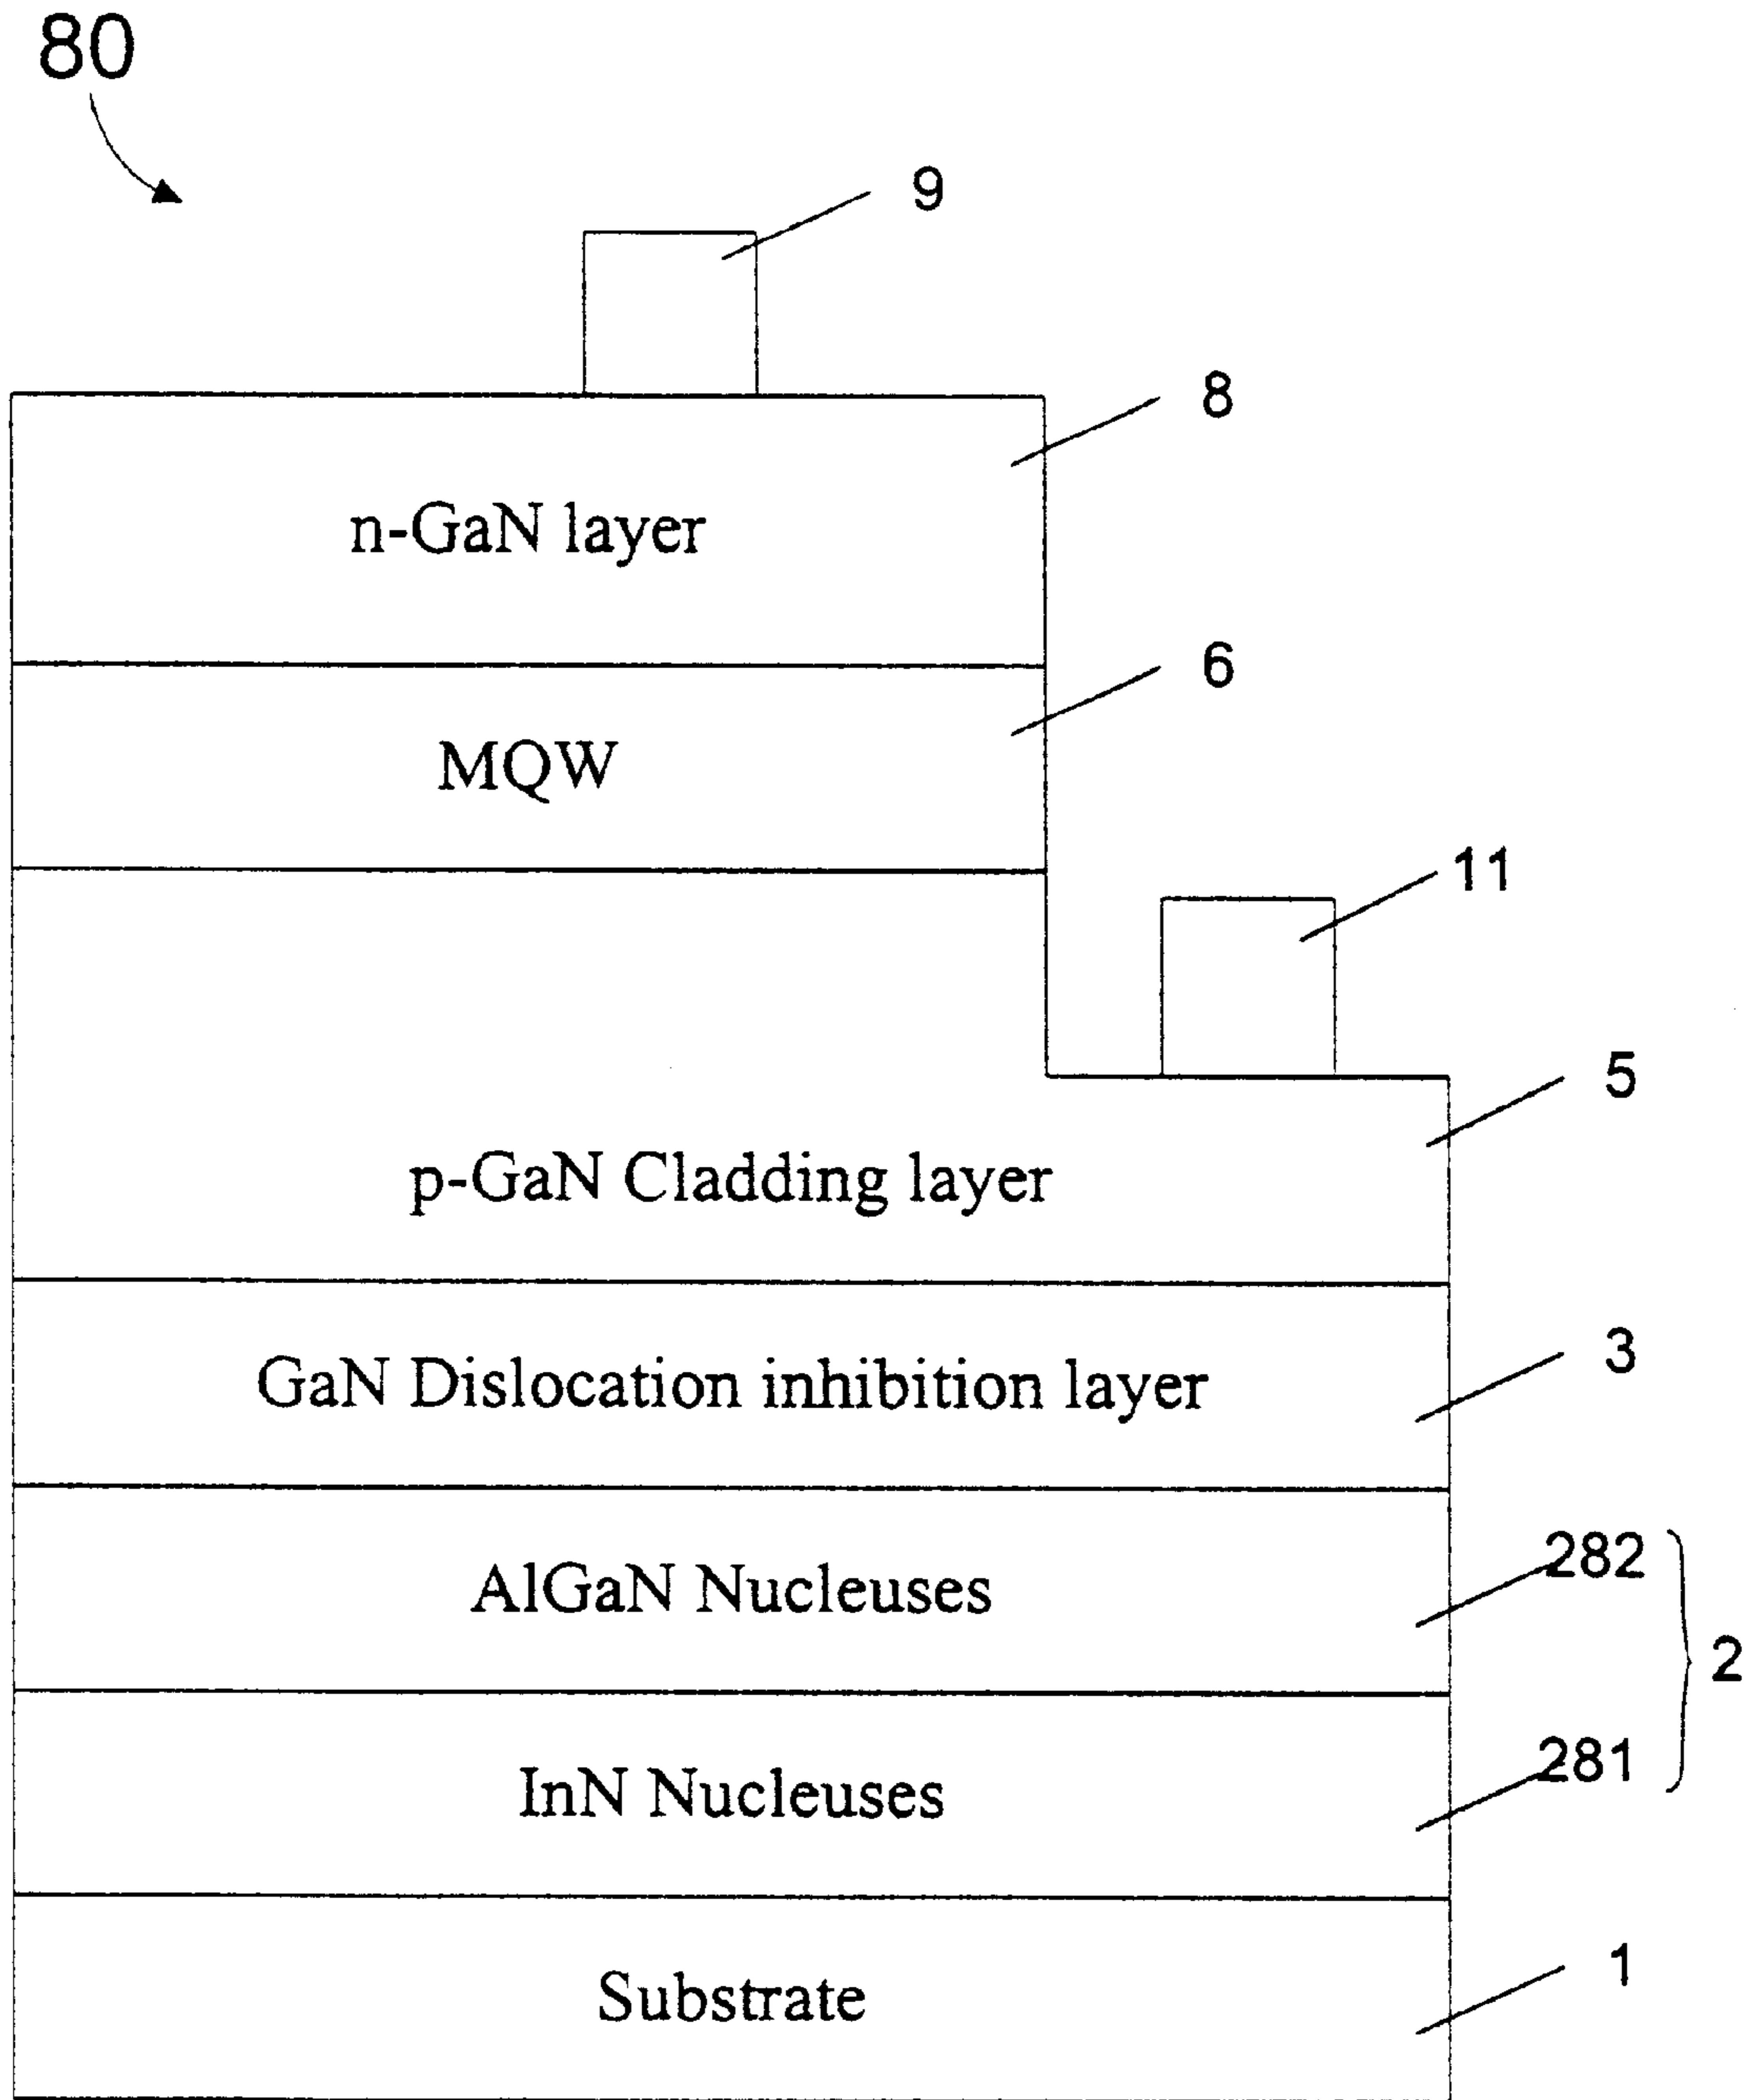 80
9
8
n-GaN layer
6
MQW
11
5
p-GaN Cladding layer
3
GaN Dislocation inhibition layer
282
AlGaN Nucleuses
2
281
InN Nucleuses
1
Substrate